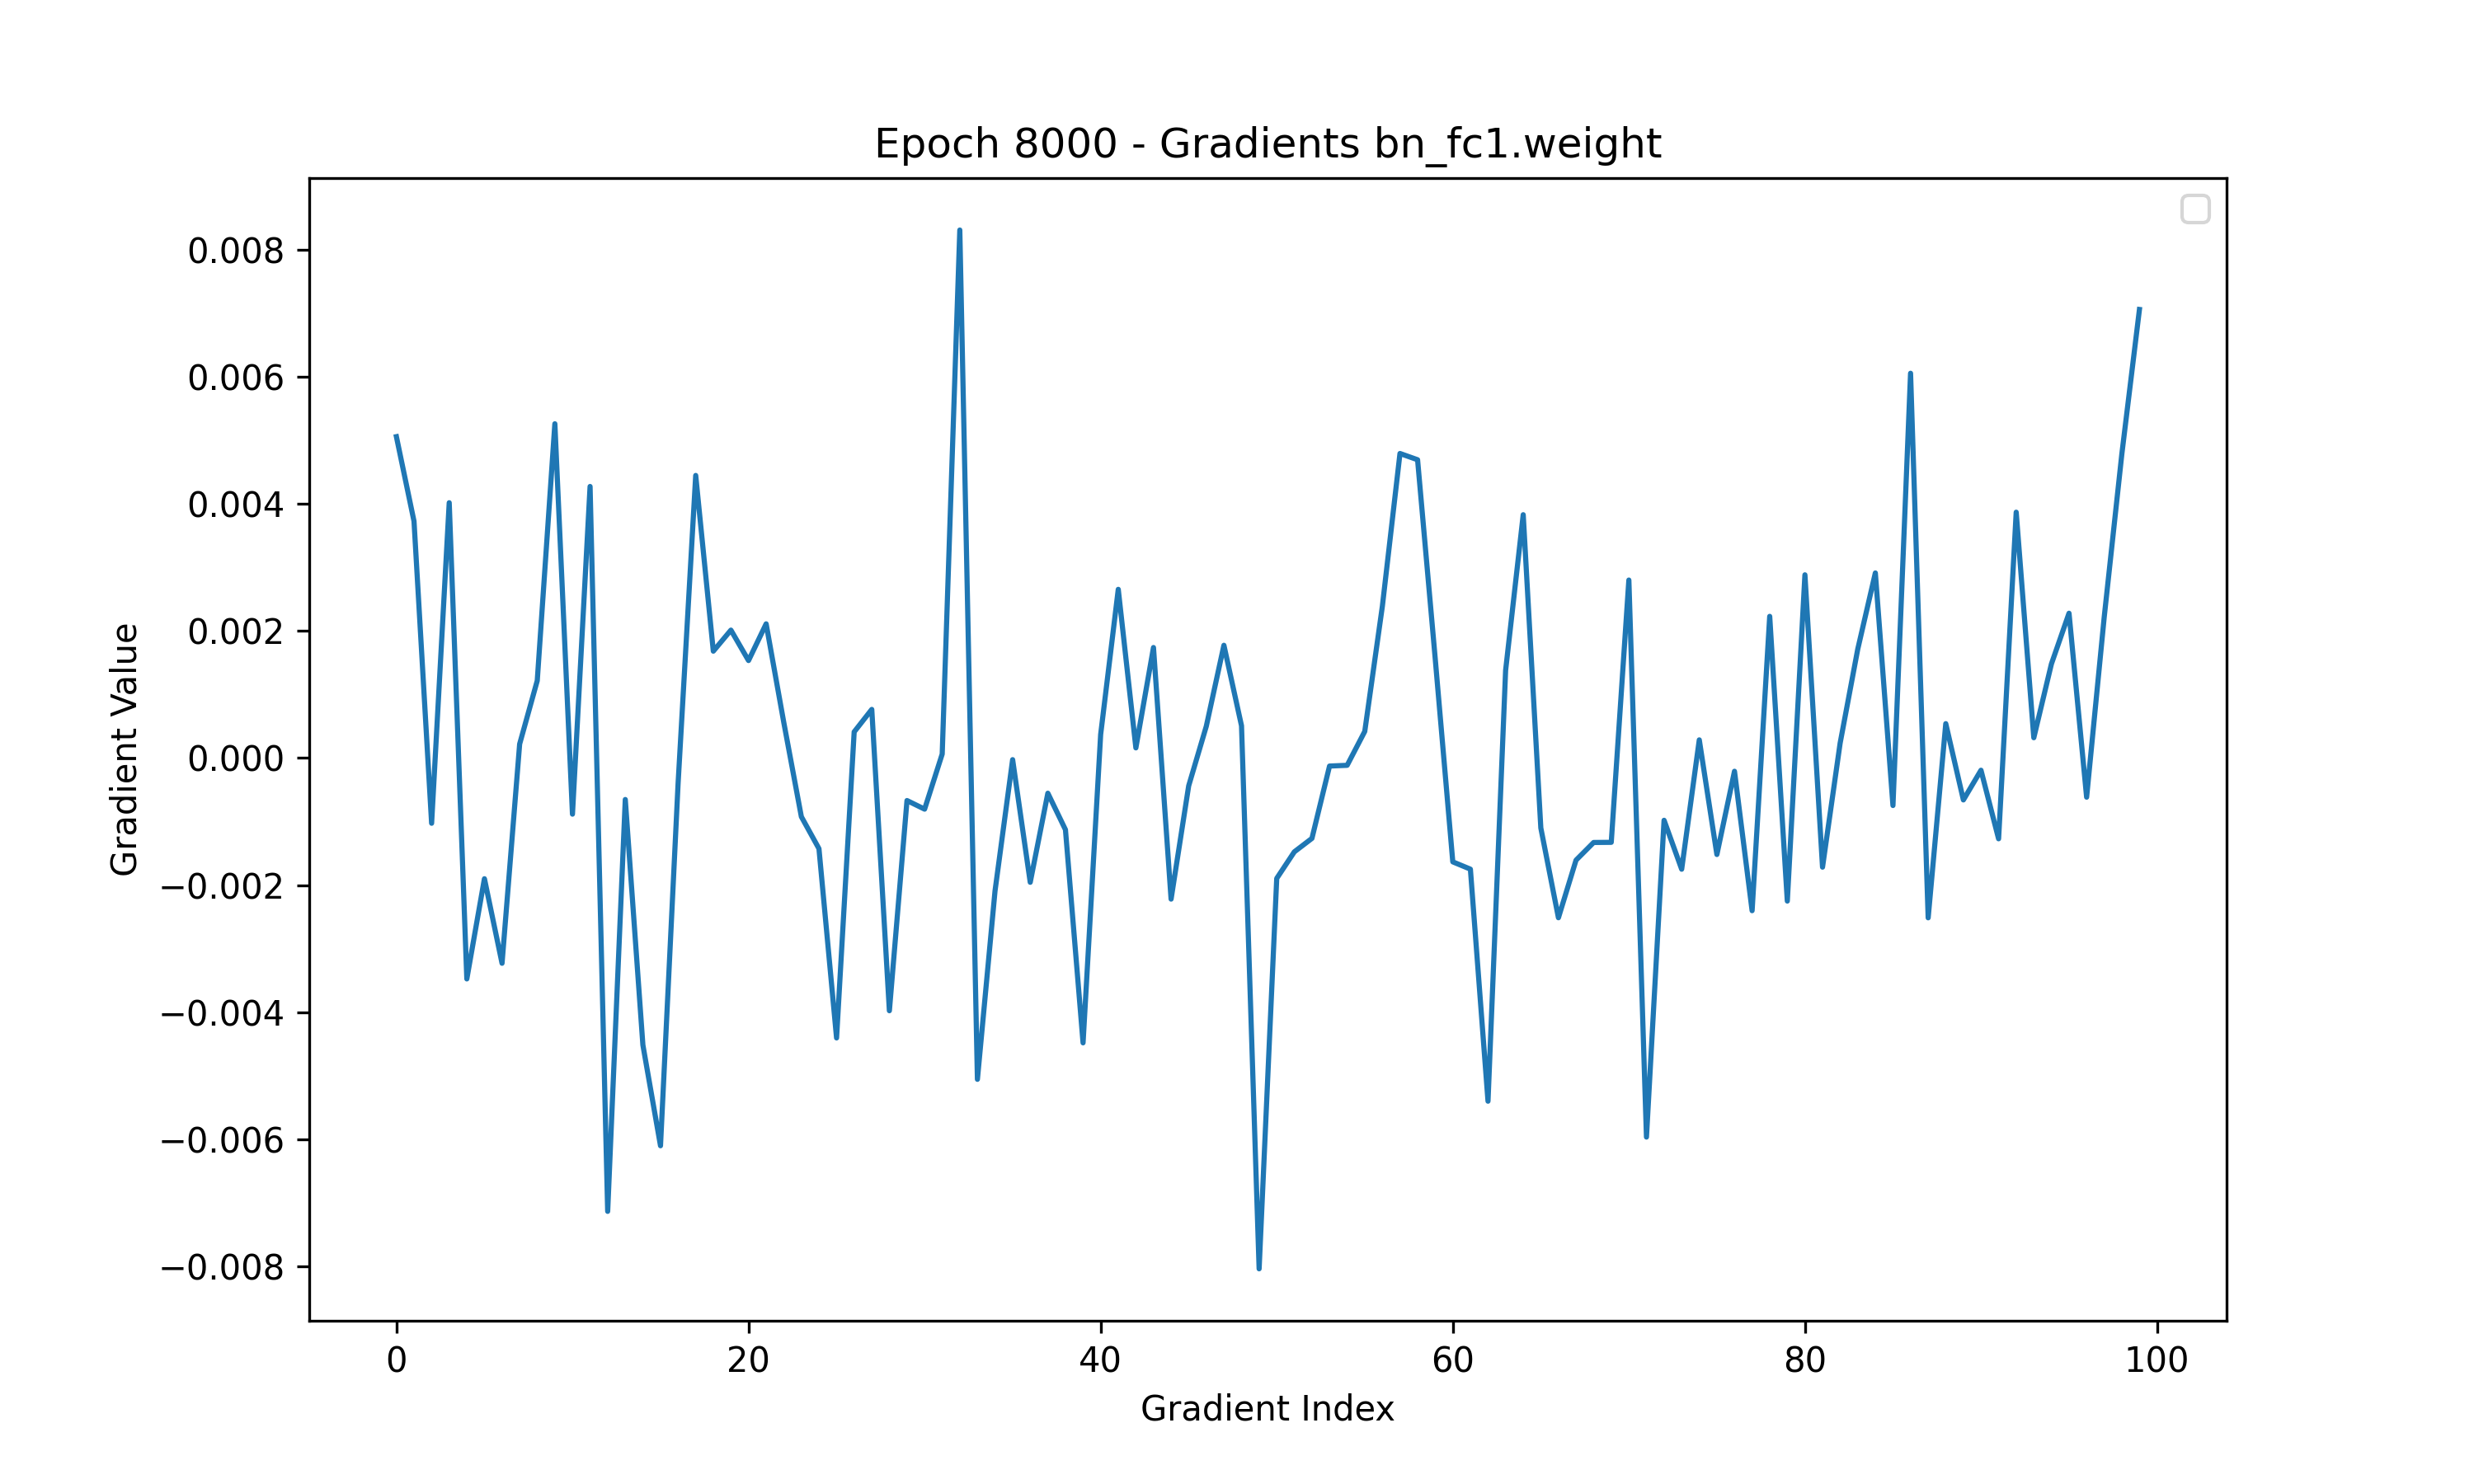 Epoch 8000 - Gradients bn_fc1.weight
0.008
0.006
0.004
0.002
0.000
−0.002
−0.004
−0.006
−0.008
Gradient Value
0 20 40 60 80 100
Gradient Index